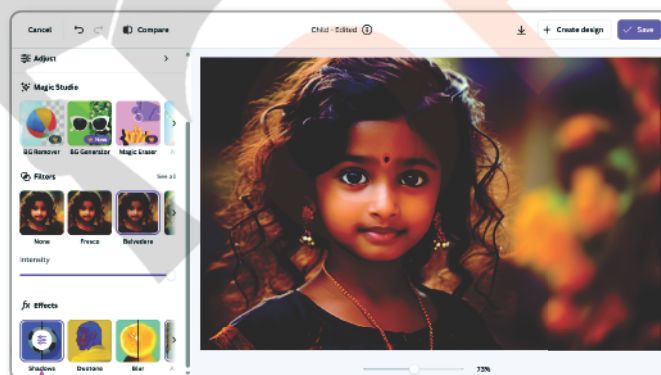 Cancel
Compare
Child - Edited
Create design
Save
Adjust
Magic Studio
BG Remover
BG Generator
Magic Eraser
Filters
See all
None
Fresco
Belvedere
Intensity
fx Effects
Shadows
Duotone
Blur
73%